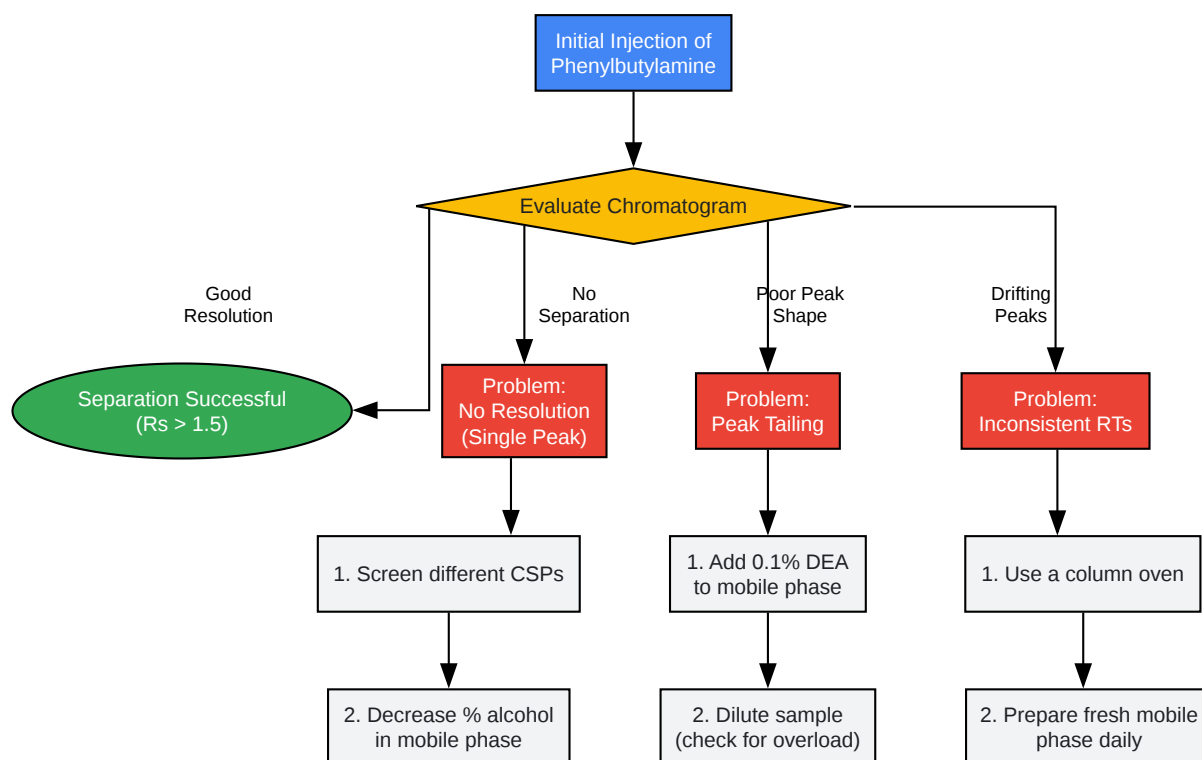 Initial Injection of
Phenylbutylamine
Evaluate Chromatogram
Good
Resolution
No
Separation
Poor Peak
Shape
Drifting
Peaks
Separation Successful
(Rs > 1.5)
Problem:
No Resolution
(Single Peak)
Problem:
Peak Tailing
Problem:
Inconsistent RTs
1. Screen different CSPs
1. Add 0.1% DEA
to mobile phase
1. Use a column oven
2. Decrease % alcohol
in mobile phase
2. Dilute sample
(check for overload)
2. Prepare fresh mobile
phase daily